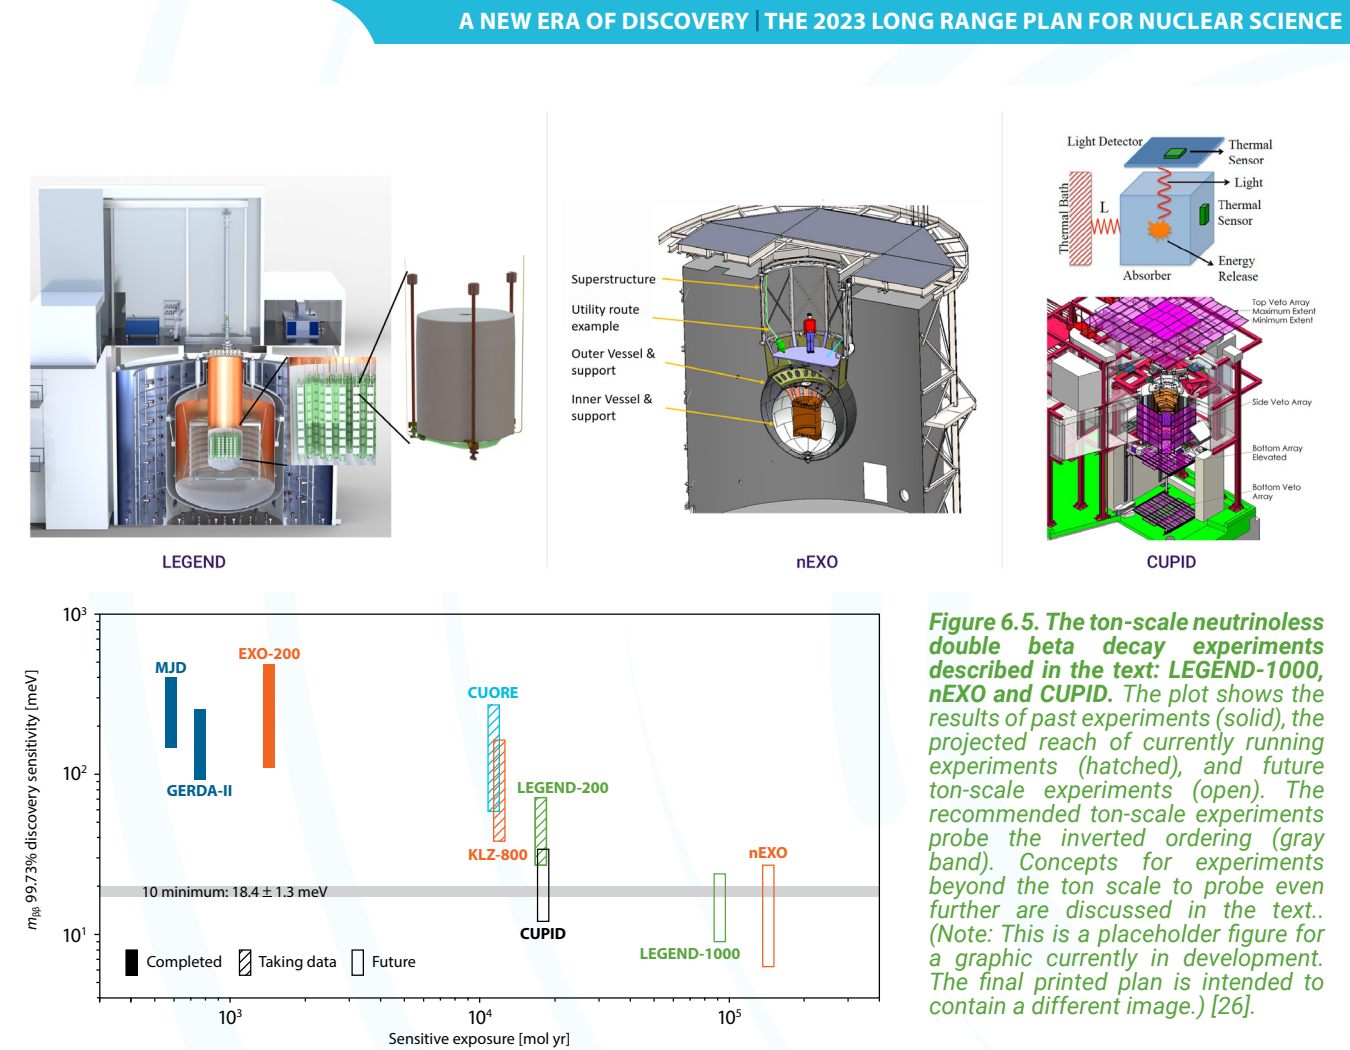 A NEW ERA OF DISCOVERY | THE 2023 LONG RANGE PLAN FOR NUCLEAR SCIENCE
LEGEND
Superstructure
Utility route
example
Outer Vessel &
support
Inner Vessel &
support
nEXO
Light Detector
Thermal
Sensor
Light
Thermal Bath
L
Thermal
Sensor
Energy
Release
Absorber
Top Veto Array
Maximum Extent
Minimum Extent
Side Veto Array
Bottom Array
Elevated
Bottom Veto
Array
CUPID
mββ 99.73% discovery sensitivity [meV]
10³
10²
10¹
MJD
GERDA-II
EXO-200
CUORE
KLZ-800
LEGEND-200
CUPID
nEXO
LEGEND-1000
10 minimum: 18.4 ± 1.3 meV
Completed
Taking data
Future
10³
10⁴
10⁵
Sensitive exposure [mol yr]
Figure 6.5. The ton-scale neutrinoless
double beta decay experiments
described in the text: LEGEND-1000,
nEXO and CUPID. The plot shows the
results of past experiments (solid), the
projected reach of currently running
experiments (hatched), and future
ton-scale experiments (open). The
recommended ton-scale experiments
probe the inverted ordering (gray
band). Concepts for experiments
beyond the ton scale to probe even
further are discussed in the text..
(Note: This is a placeholder figure for
a graphic currently in development.
The final printed plan is intended to
contain a different image.) [26].